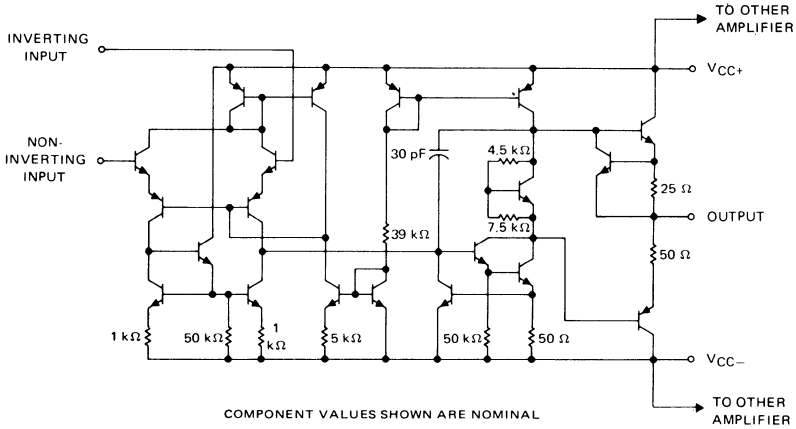 TO OTHER
AMPLIFIER
INVERTING
INPUT
VCC+
NON-
INVERTING
INPUT
30 pF
4.5 kΩ
7.5 kΩ
25 Ω
OUTPUT
39 kΩ
50 Ω
1 kΩ
50 kΩ
1
kΩ
5 kΩ
50 kΩ
50 Ω
VCC−
TO OTHER
AMPLIFIER
COMPONENT VALUES SHOWN ARE NOMINAL